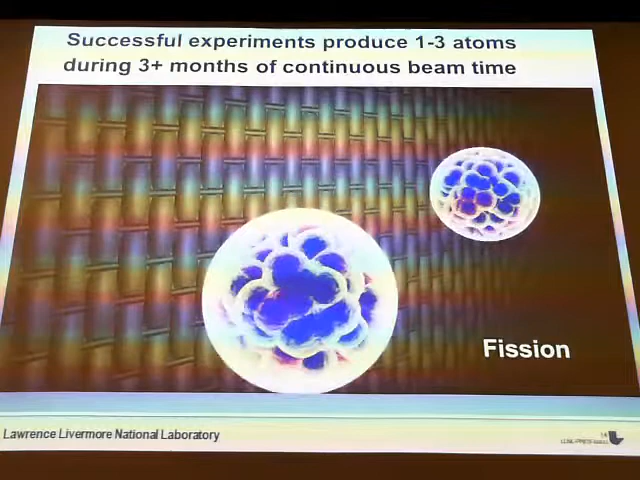 Successful experiments produce 1-3 atoms
during 3+ months of continuous beam time
Fission
Lawrence Livermore National Laboratory